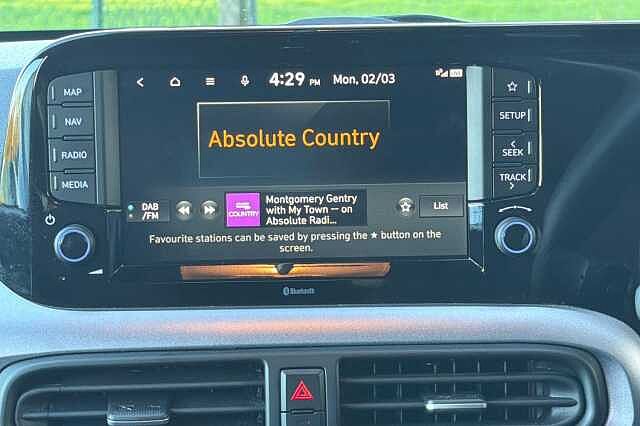 4:29 PM Mon, 02/03
MAP
NAV
RADIO
MEDIA
Absolute Country
SETUP
SEEK
TRACK
DAB
/FM
COUNTRY
Montgomery Gentry
with My Town — on
Absolute Radi...
List
Favourite stations can be saved by pressing the ★ button on the
screen.
Bluetooth